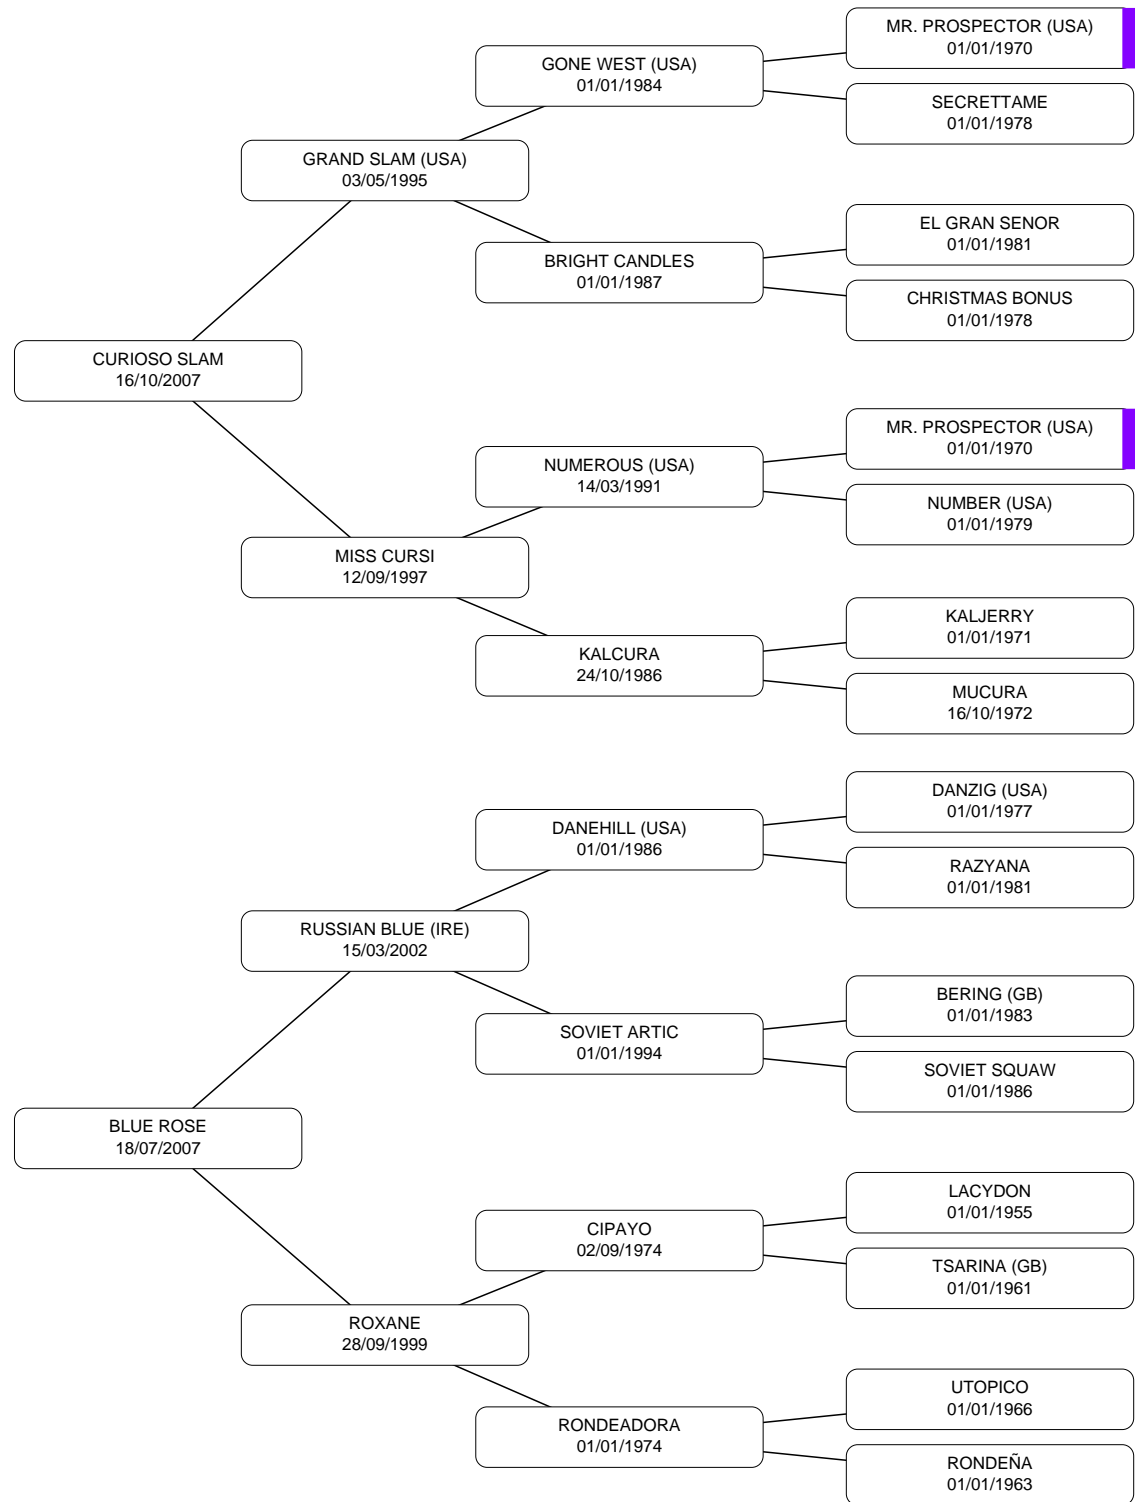 MR. PROSPECTOR (USA)
01/01/1970
GONE WEST (USA)
01/01/1984
SECRETTAME
01/01/1978
GRAND SLAM (USA)
03/05/1995
EL GRAN SENOR
01/01/1981
BRIGHT CANDLES
01/01/1987
CHRISTMAS BONUS
01/01/1978
CURIOSO SLAM
16/10/2007
MR. PROSPECTOR (USA)
01/01/1970
NUMEROUS (USA)
14/03/1991
NUMBER (USA)
01/01/1979
MISS CURSI
12/09/1997
KALJERRY
01/01/1971
KALCURA
24/10/1986
MUCURA
16/10/1972
DANZIG (USA)
01/01/1977
DANEHILL (USA)
01/01/1986
RAZYANA
01/01/1981
RUSSIAN BLUE (IRE)
15/03/2002
BERING (GB)
01/01/1983
SOVIET ARTIC
01/01/1994
SOVIET SQUAW
01/01/1986
BLUE ROSE
18/07/2007
LACYDON
01/01/1955
CIPAYO
02/09/1974
TSARINA (GB)
01/01/1961
ROXANE
28/09/1999
UTOPICO
01/01/1966
RONDEADORA
01/01/1974
RONDEÑA
01/01/1963